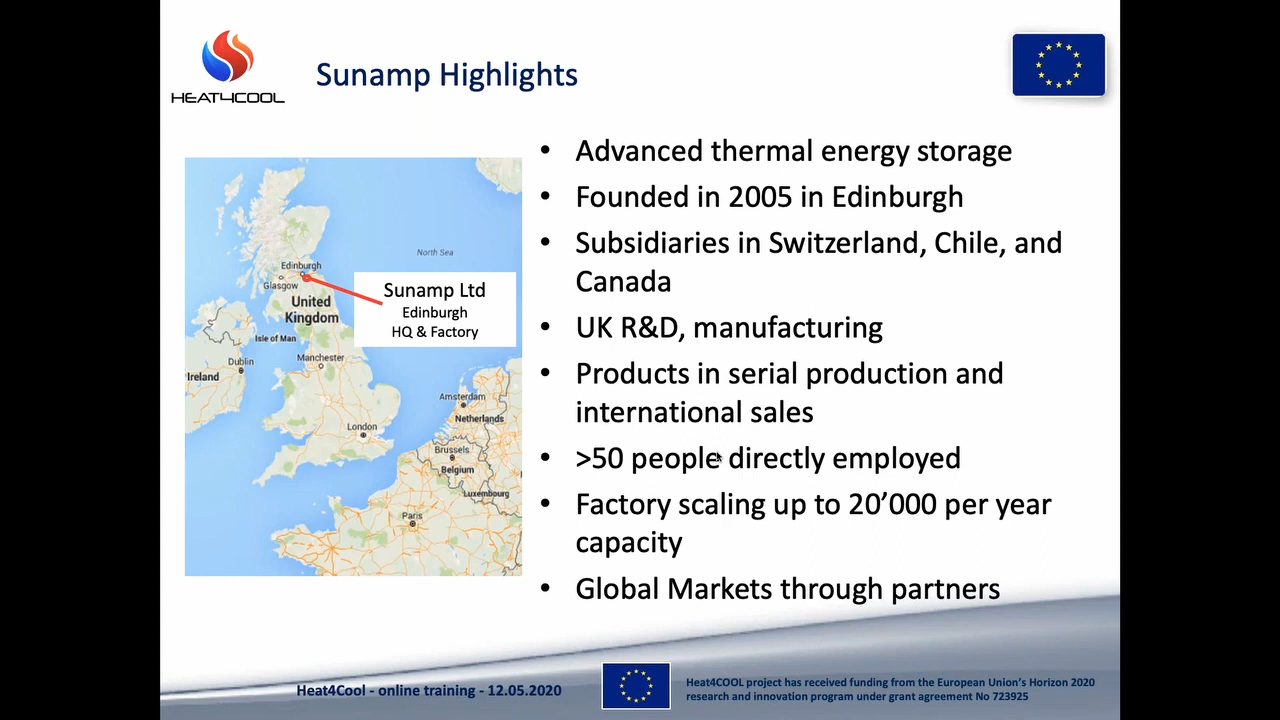 HEAT4COOL
Sunamp Highlights
• Advanced thermal energy storage
• Founded in 2005 in Edinburgh
• Subsidiaries in Switzerland, Chile, and
Canada
• UK R&D, manufacturing
• Products in serial production and
international sales
• >50 people directly employed
• Factory scaling up to 20’000 per year
capacity
• Global Markets through partners
North Sea
Edinburgh
Glasgow
United
Kingdom
Sunamp Ltd
Edinburgh
HQ & Factory
Isle of Man
Dublin
Ireland
Manchester
Amsterdam
Netherlands
London
Brussels
Belgium
Luxembourg
Paris
Heat4Cool - online training - 12.05.2020
Heat4COOL project has received funding from the European Union’s Horizon 2020
research and innovation program under grant agreement No 723925